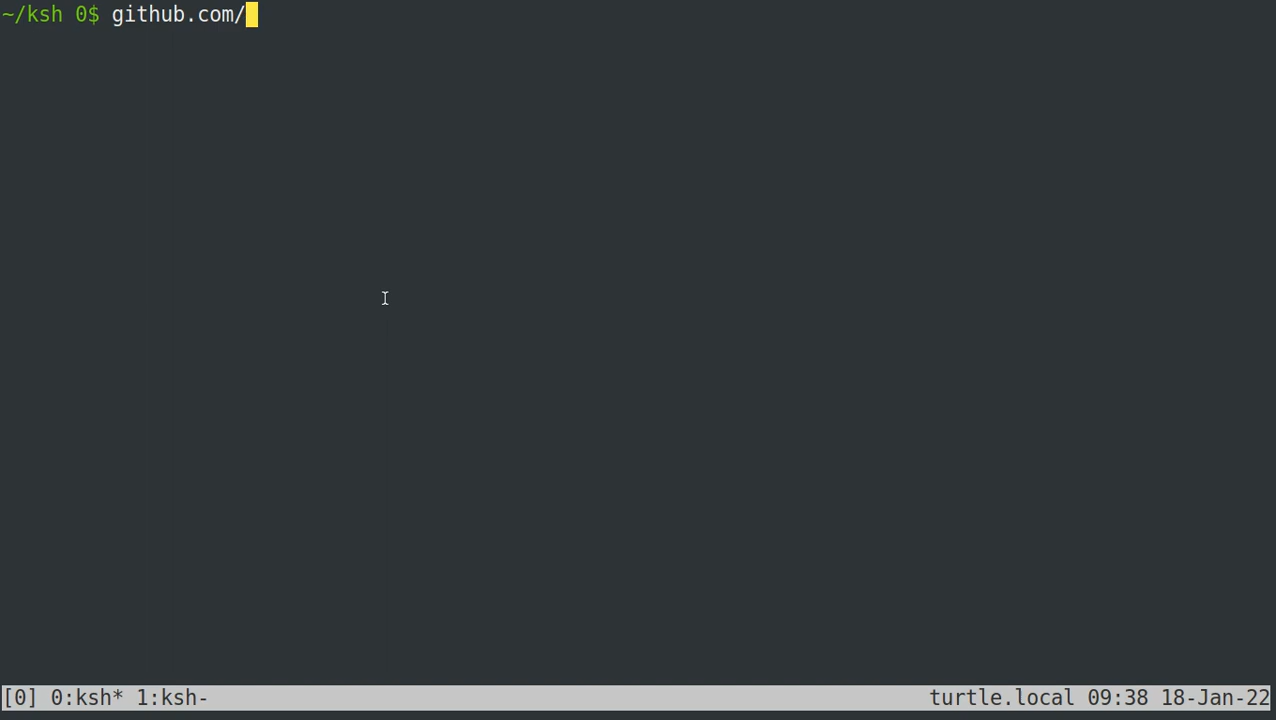 ~/ksh 0$ github.com/
[0] 0:ksh* 1:ksh- turtle.local 09:38 18-Jan-22